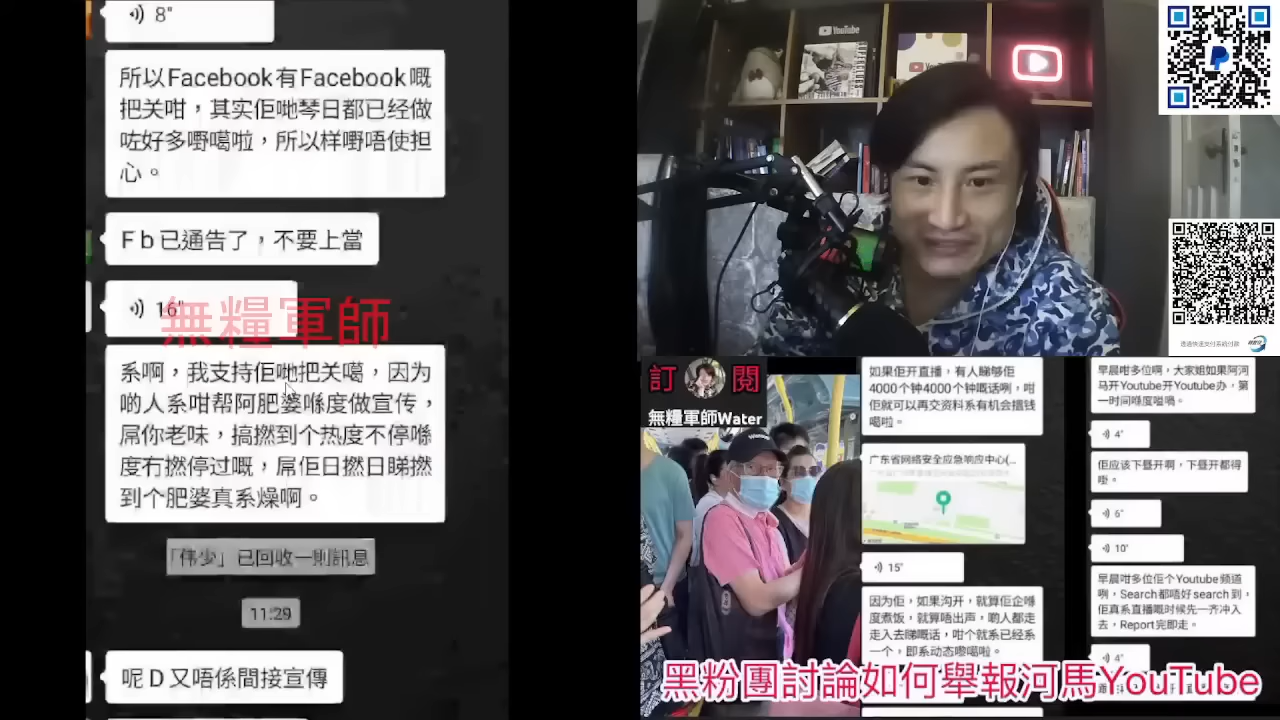 8"
所以Facebook有Facebook嘅
把关咁，其实佢哋琴日都已经做
咗好多嘢噶啦，所以样嘢唔使担
心。
Fb已通告了，不要上當
16"
無糧軍師
系啊，我支持佢哋把关噶，因为
啲人系咁帮阿肥婆喺度做宣传，
屌你老味，搞撚到个热度不停喺
度冇撚停过嘅，屌佢日撚日睇撚
到个肥婆真系燥啊。
「伟少」已回收一則訊息
11:29
呢D又唔係間接宣傳
YouTube
訂 閱
無糧軍師Water
如果佢开直播，有人睇够佢
4000个钟4000个钟嘅话咧，咁
佢就可以再交资料系有机会搵钱
噶啦。
广东省网络安全应急响应中心(...
15"
因为佢，如果沟开，就算佢企喺
度煮饭，就算唔出声，啲人都走
走入去睇嘅话，咁个就系已经系
一个，即系动态嚟噶啦。
早晨咁多位啊，大家姐如果阿河
马开Youtube开Youtube办，第
一时间喺度嗌喎。
4"
佢应该下昼开啊，下昼开都得
6"
10"
早晨咁多位佢个Youtube频道
咧，Search都唔好search到，
佢真系直播嘅时候先一齐冲入
去，Report完即走。
4"
黑粉團討論如何舉報河馬YouTube